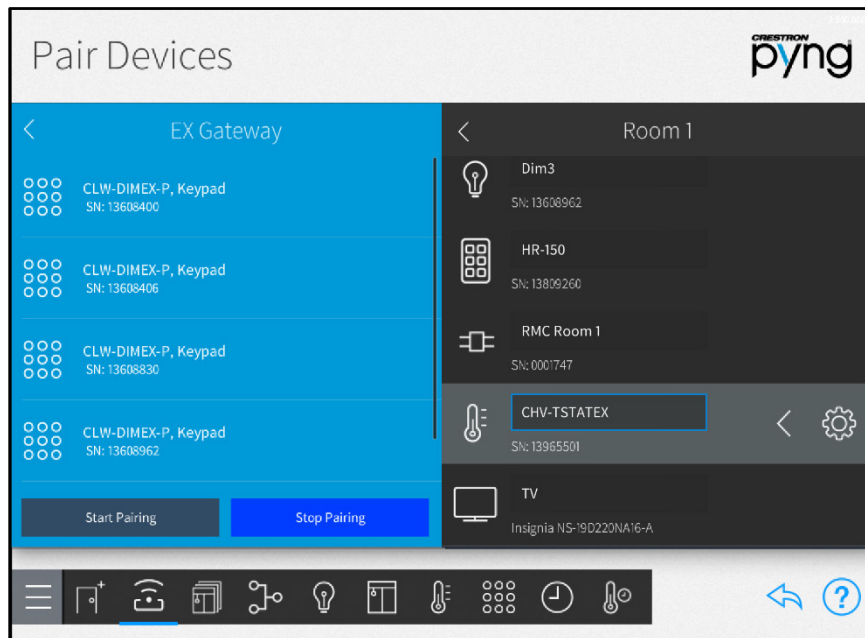 Pair Devices
CRESTRON
pyng
EX Gateway
CLW-DIMEX-P, Keypad
SN: 13608400
CLW-DIMEX-P, Keypad
SN: 13608406
CLW-DIMEX-P, Keypad
SN: 13608830
CLW-DIMEX-P, Keypad
SN: 13608962
Start Pairing
Stop Pairing
Room 1
Dim3
SN: 13608962
HR-150
SN: 13809260
RMC Room 1
SN: 0001747
CHV-TSTATEX
SN: 13965501
TV
Insignia NS-19D220NA16-A
?